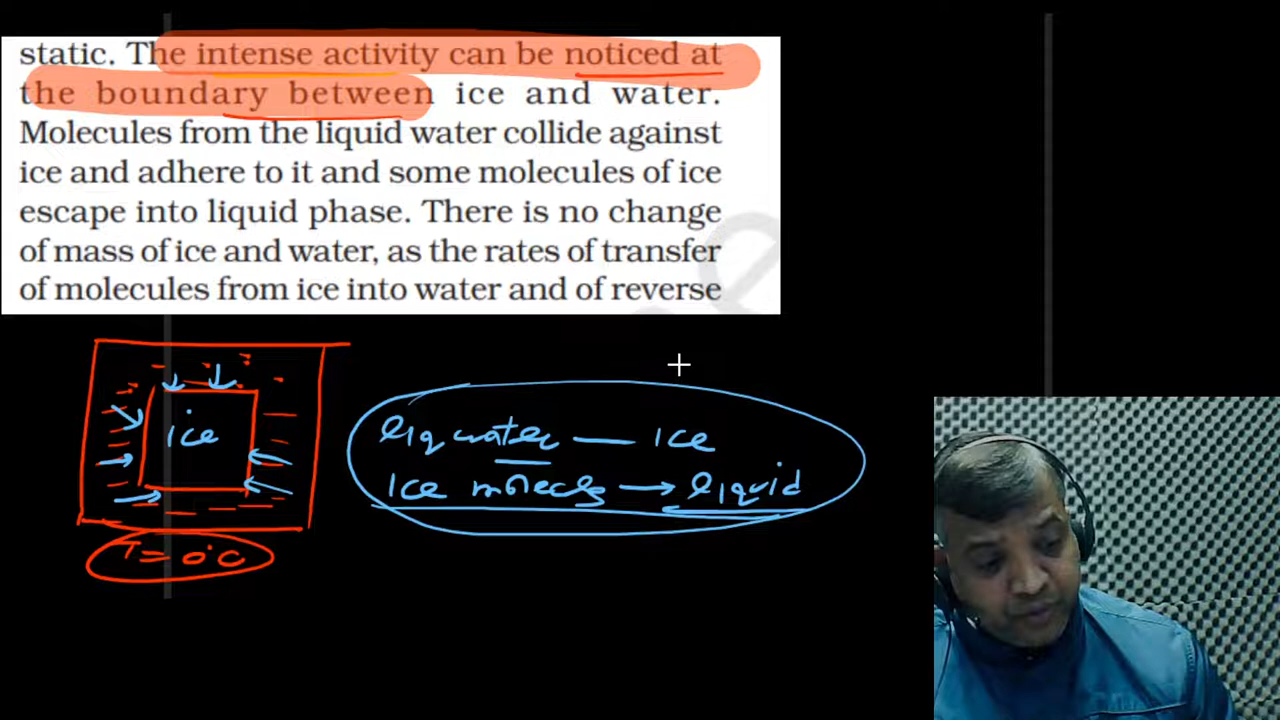 static. The intense activity can be noticed at
the boundary between ice and water.
Molecules from the liquid water collide against
ice and adhere to it and some molecules of ice
escape into liquid phase. There is no change
of mass of ice and water, as the rates of transfer
of molecules from ice into water and of reverse
ice
liq water — ice
ice molecls → liquid
T = 0°C